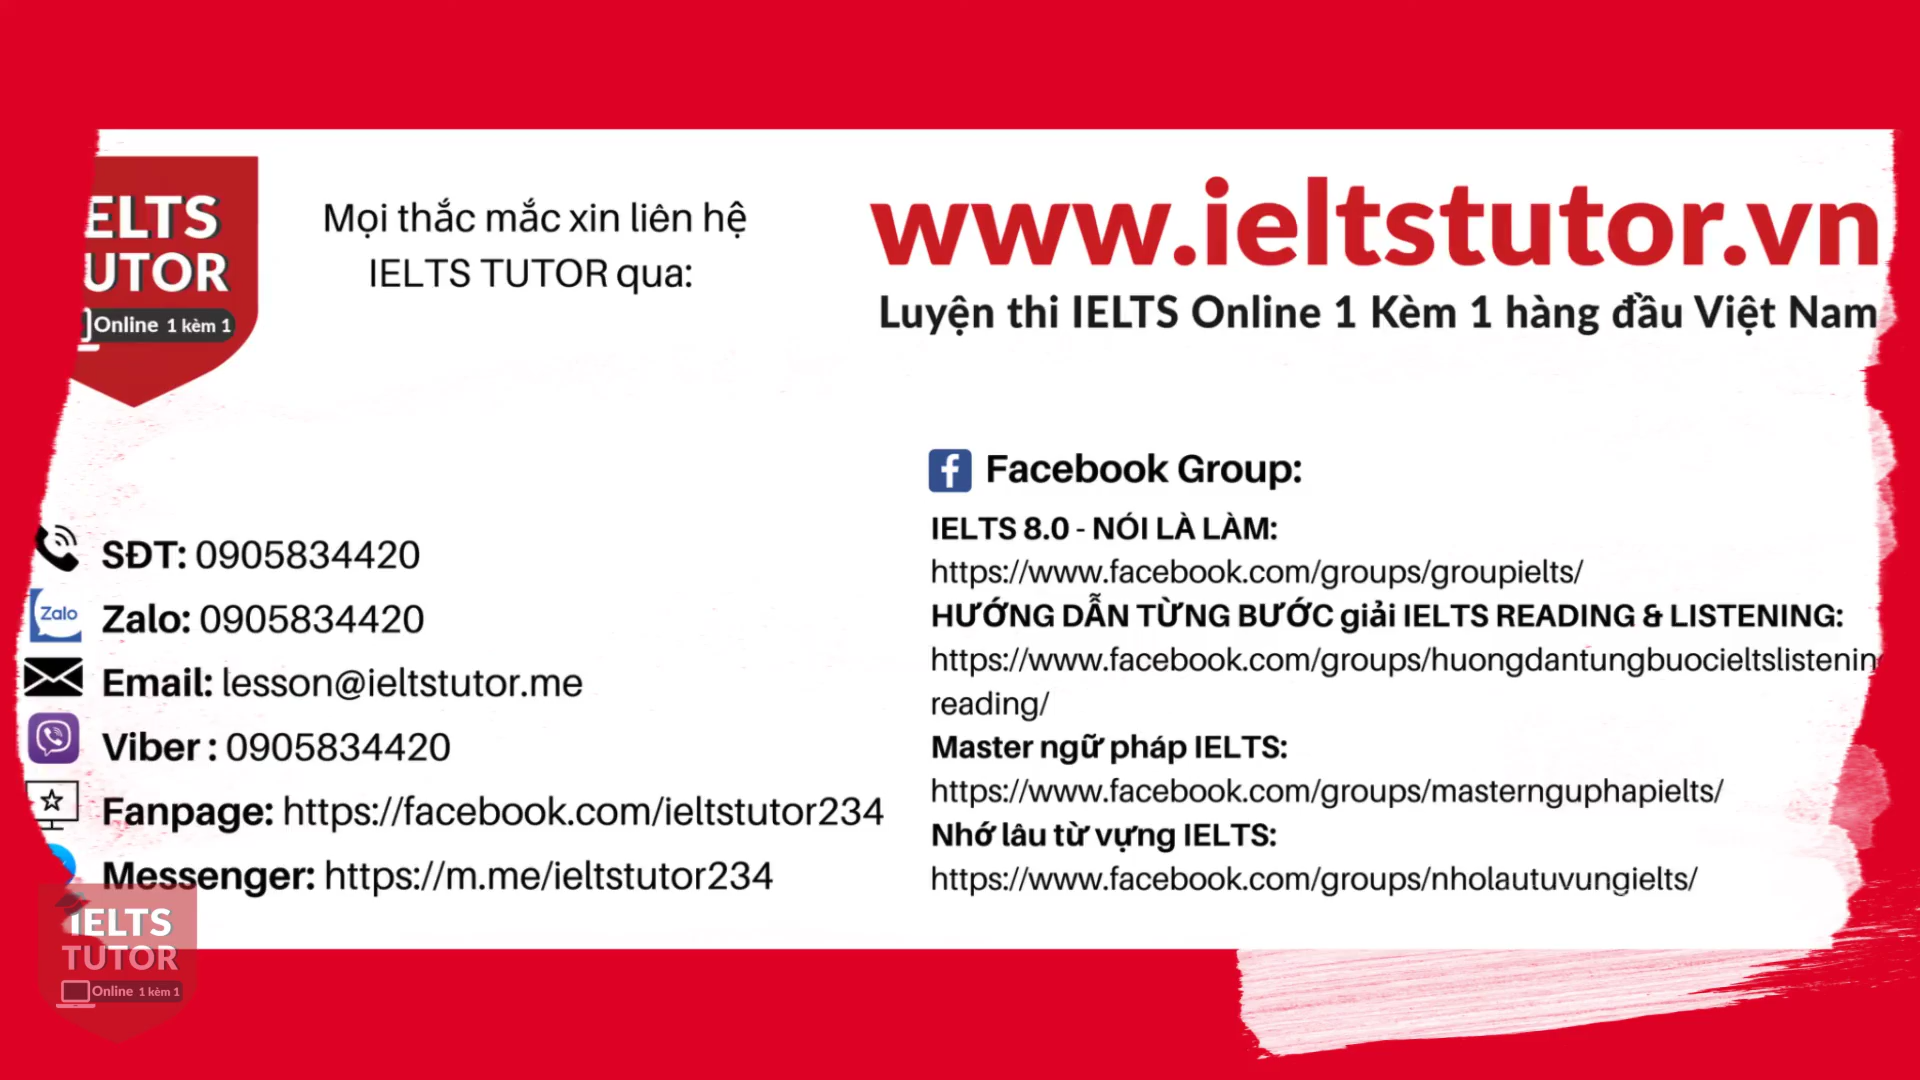 ELTS
UTOR
Online 1 kèm 1
Mọi thắc mắc xin liên hệ
IELTS TUTOR qua:
www.ieltstutor.vn
Luyện thi IELTS Online 1 Kèm 1 hàng đầu Việt Nam
SĐT: 0905834420
Zalo
Zalo: 0905834420
Email: lesson@ieltstutor.me
Viber : 0905834420
Fanpage: https://facebook.com/ieltstutor234
Messenger: https://m.me/ieltstutor234
Facebook Group:
IELTS 8.0 - NÓI LÀ LÀM:
https://www.facebook.com/groups/groupielts/
HƯỚNG DẪN TỪNG BƯỚC giải IELTS READING & LISTENING:
https://www.facebook.com/groups/huongdantungbuocieltslistenin
reading/
Master ngữ pháp IELTS:
https://www.facebook.com/groups/masternguphapielts/
Nhớ lâu từ vựng IELTS:
https://www.facebook.com/groups/nholautuvungielts/
IELTS
TUTOR
Online 1 kèm 1